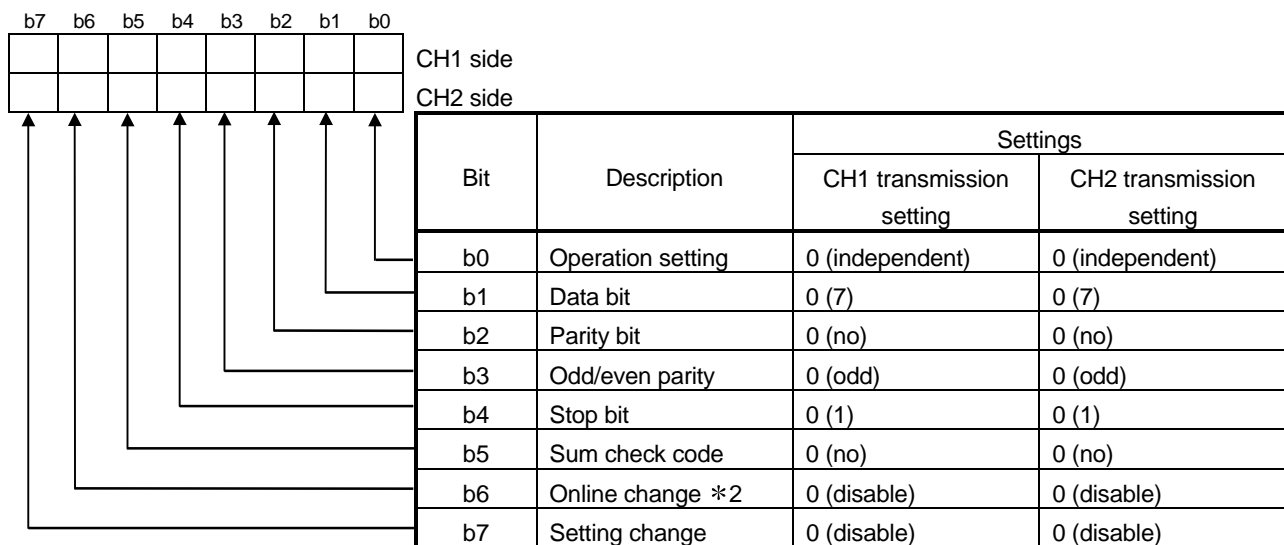 b7 b6 b5 b4 b3 b2 b1 b0
CH1 side
CH2 side
Bit Description Settings
CH1 transmission setting CH2 transmission setting
b0 Operation setting 0 (independent) 0 (independent)
b1 Data bit 0 (7) 0 (7)
b2 Parity bit 0 (no) 0 (no)
b3 Odd/even parity 0 (odd) 0 (odd)
b4 Stop bit 0 (1) 0 (1)
b5 Sum check code 0 (no) 0 (no)
b6 Online change *2 0 (disable) 0 (disable)
b7 Setting change 0 (disable) 0 (disable)